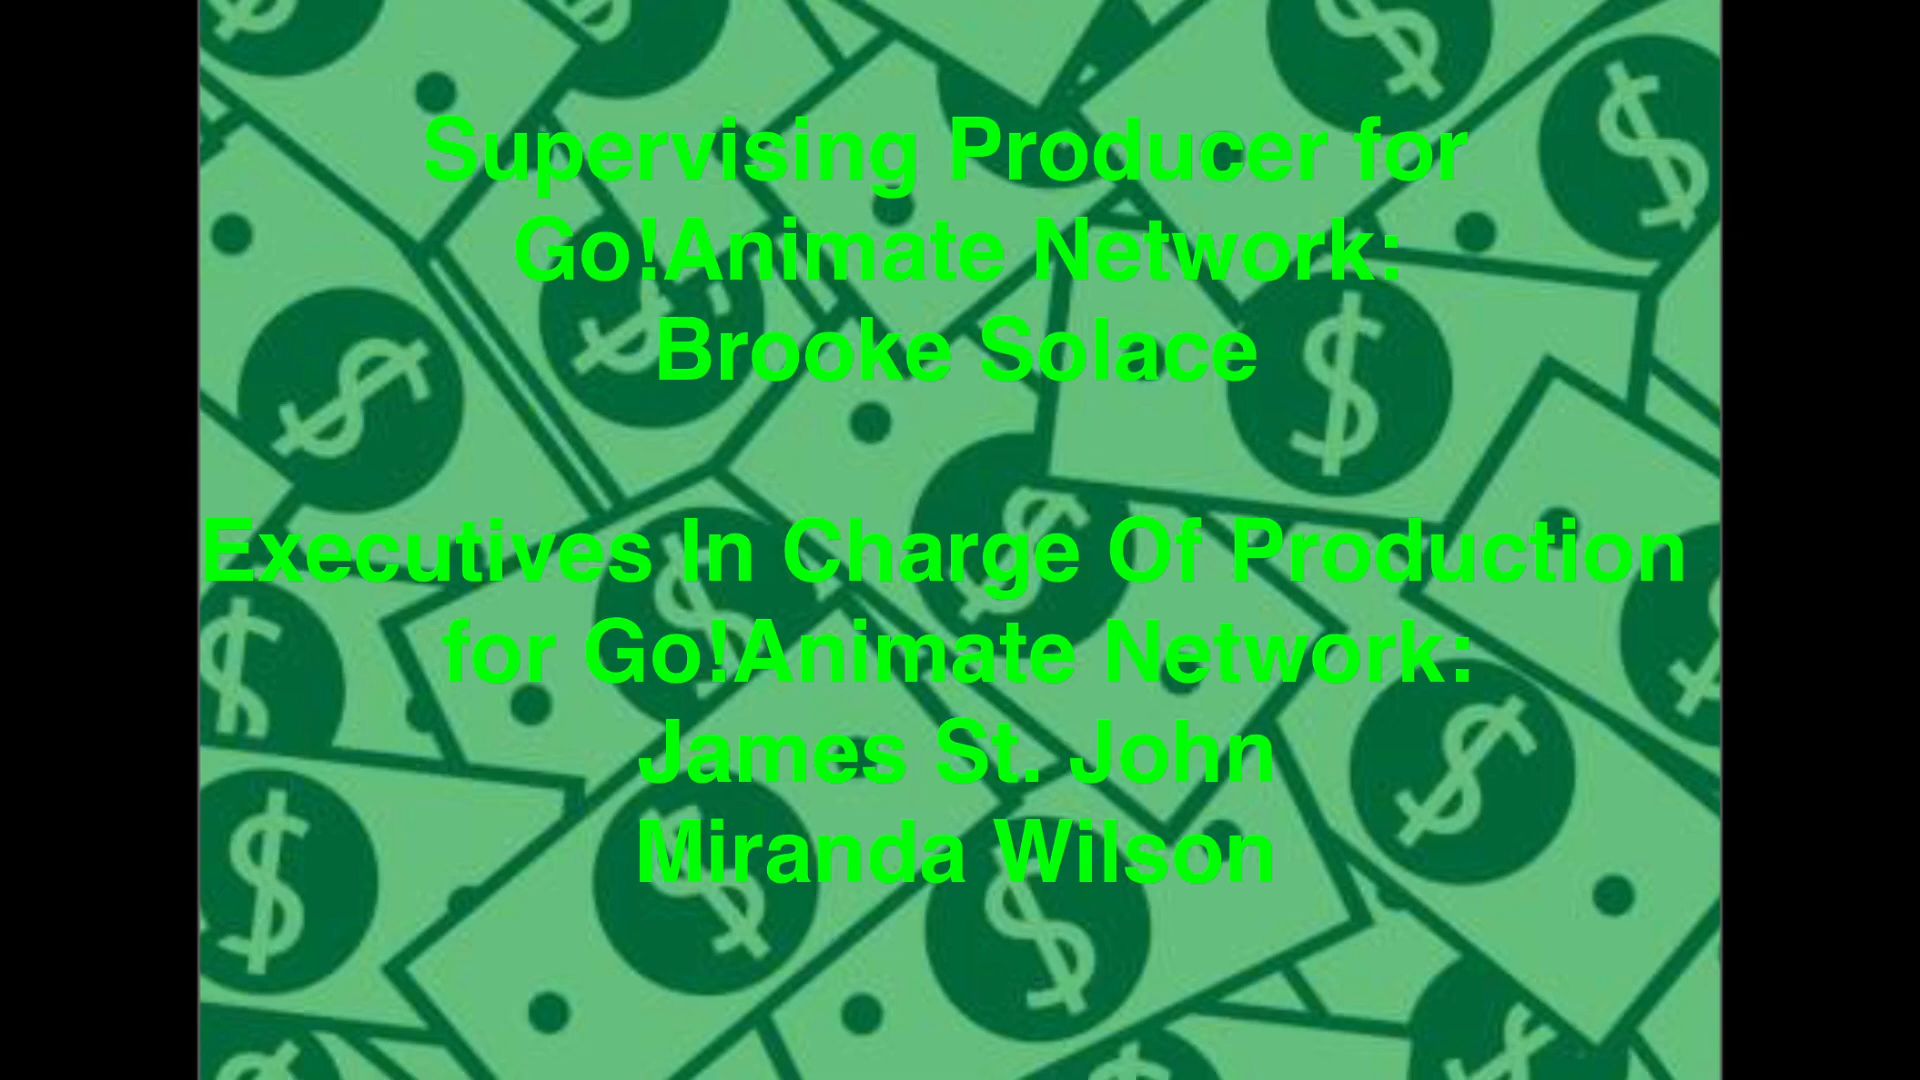 Supervising Producer for
Go!Animate Network:
Brooke Solace
Executives In Charge Of Production
for Go!Animate Network:
James St. John
Miranda Wilson